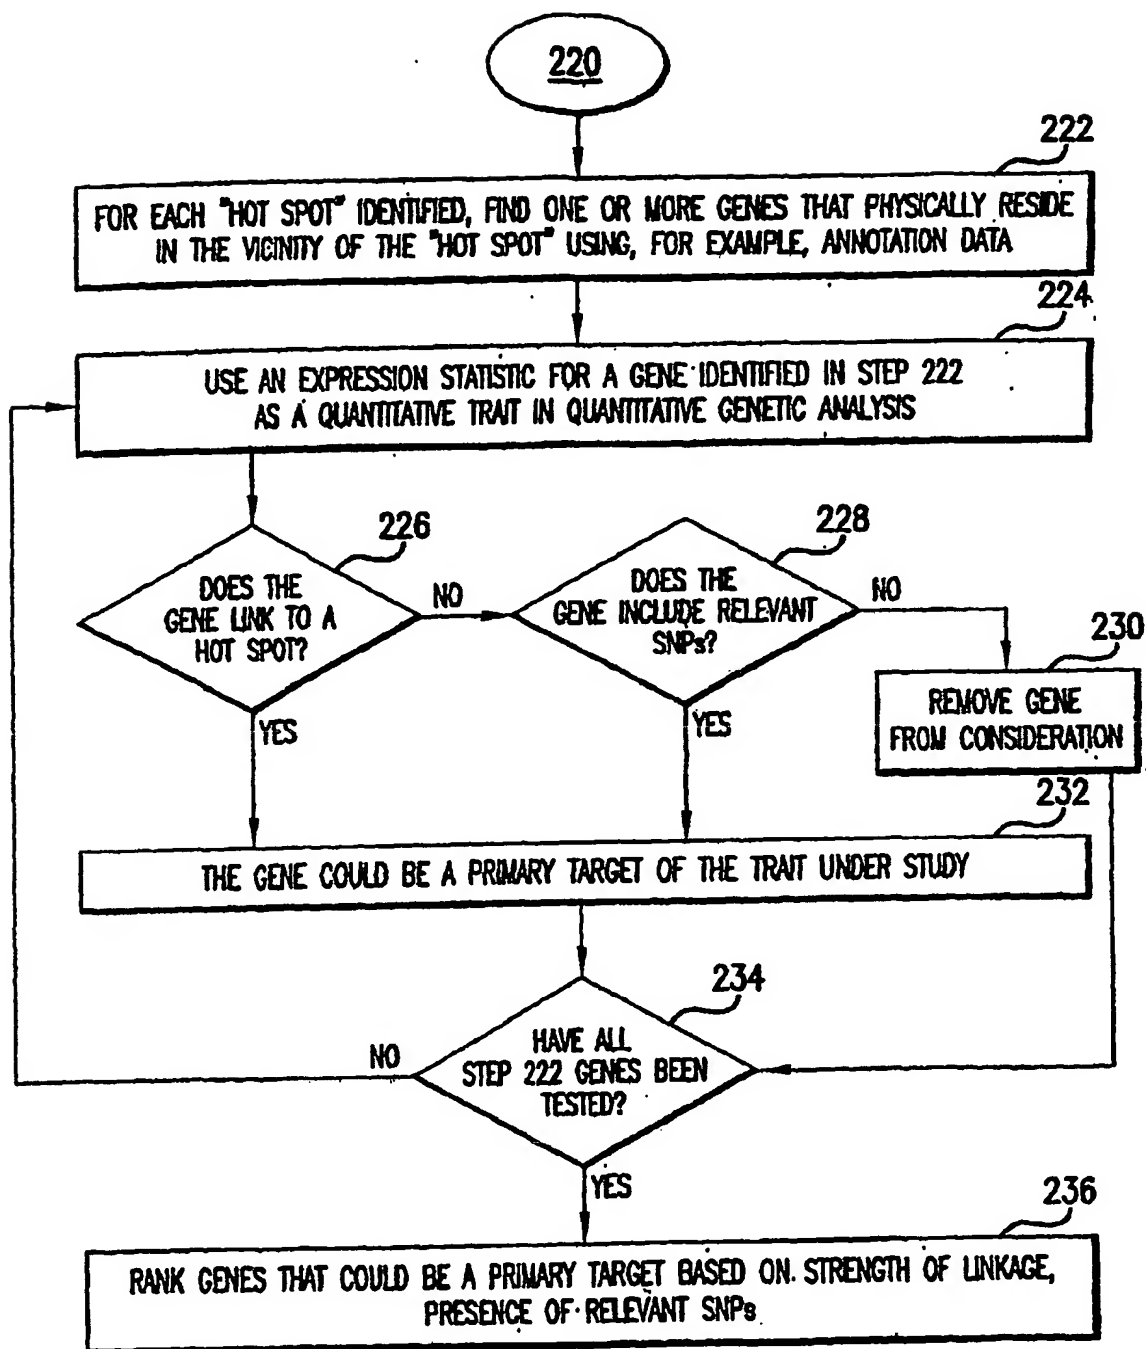 220
222
FOR EACH "HOT SPOT" IDENTIFIED, FIND ONE OR MORE GENES THAT PHYSICALLY RESIDE
IN THE VICINITY OF THE "HOT SPOT" USING, FOR EXAMPLE, ANNOTATION DATA
224
USE AN EXPRESSION STATISTIC FOR A GENE IDENTIFIED IN STEP 222
AS A QUANTITATIVE TRAIT IN QUANTITATIVE GENETIC ANALYSIS
226
DOES THE
GENE LINK TO A
HOT SPOT?
NO
YES
228
DOES THE
GENE INCLUDE RELEVANT
SNPs?
NO
YES
230
REMOVE GENE
FROM CONSIDERATION
232
THE GENE COULD BE A PRIMARY TARGET OF THE TRAIT UNDER STUDY
234
HAVE ALL
STEP 222 GENES BEEN
TESTED?
NO
YES
236
RANK GENES THAT COULD BE A PRIMARY TARGET BASED ON STRENGTH OF LINKAGE,
PRESENCE OF RELEVANT SNPs